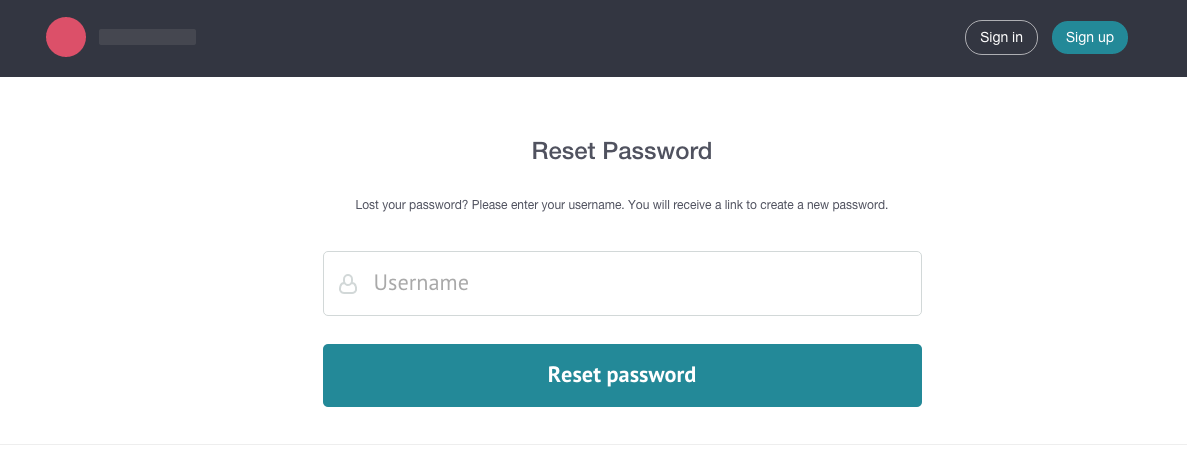 Sign in
Sign up
Reset Password
Lost your password? Please enter your username. You will receive a link to create a new password.
Username
Reset password